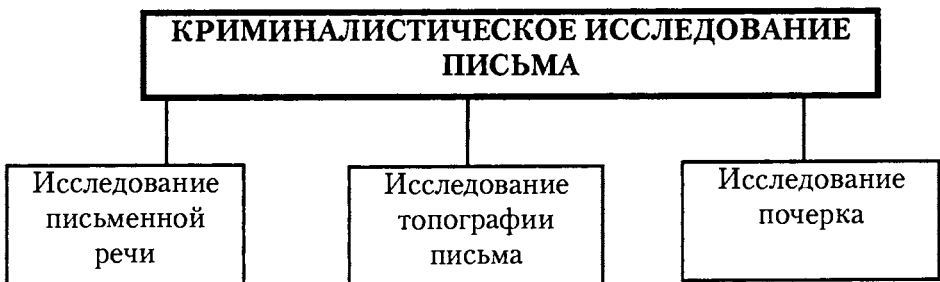 КРИМИНАЛИСТИЧЕСКОЕ ИССЛЕДОВАНИЕ
ПИСЬМА
Исследование
письменной
речи
Исследование
топографии
письма
Исследование
почерка